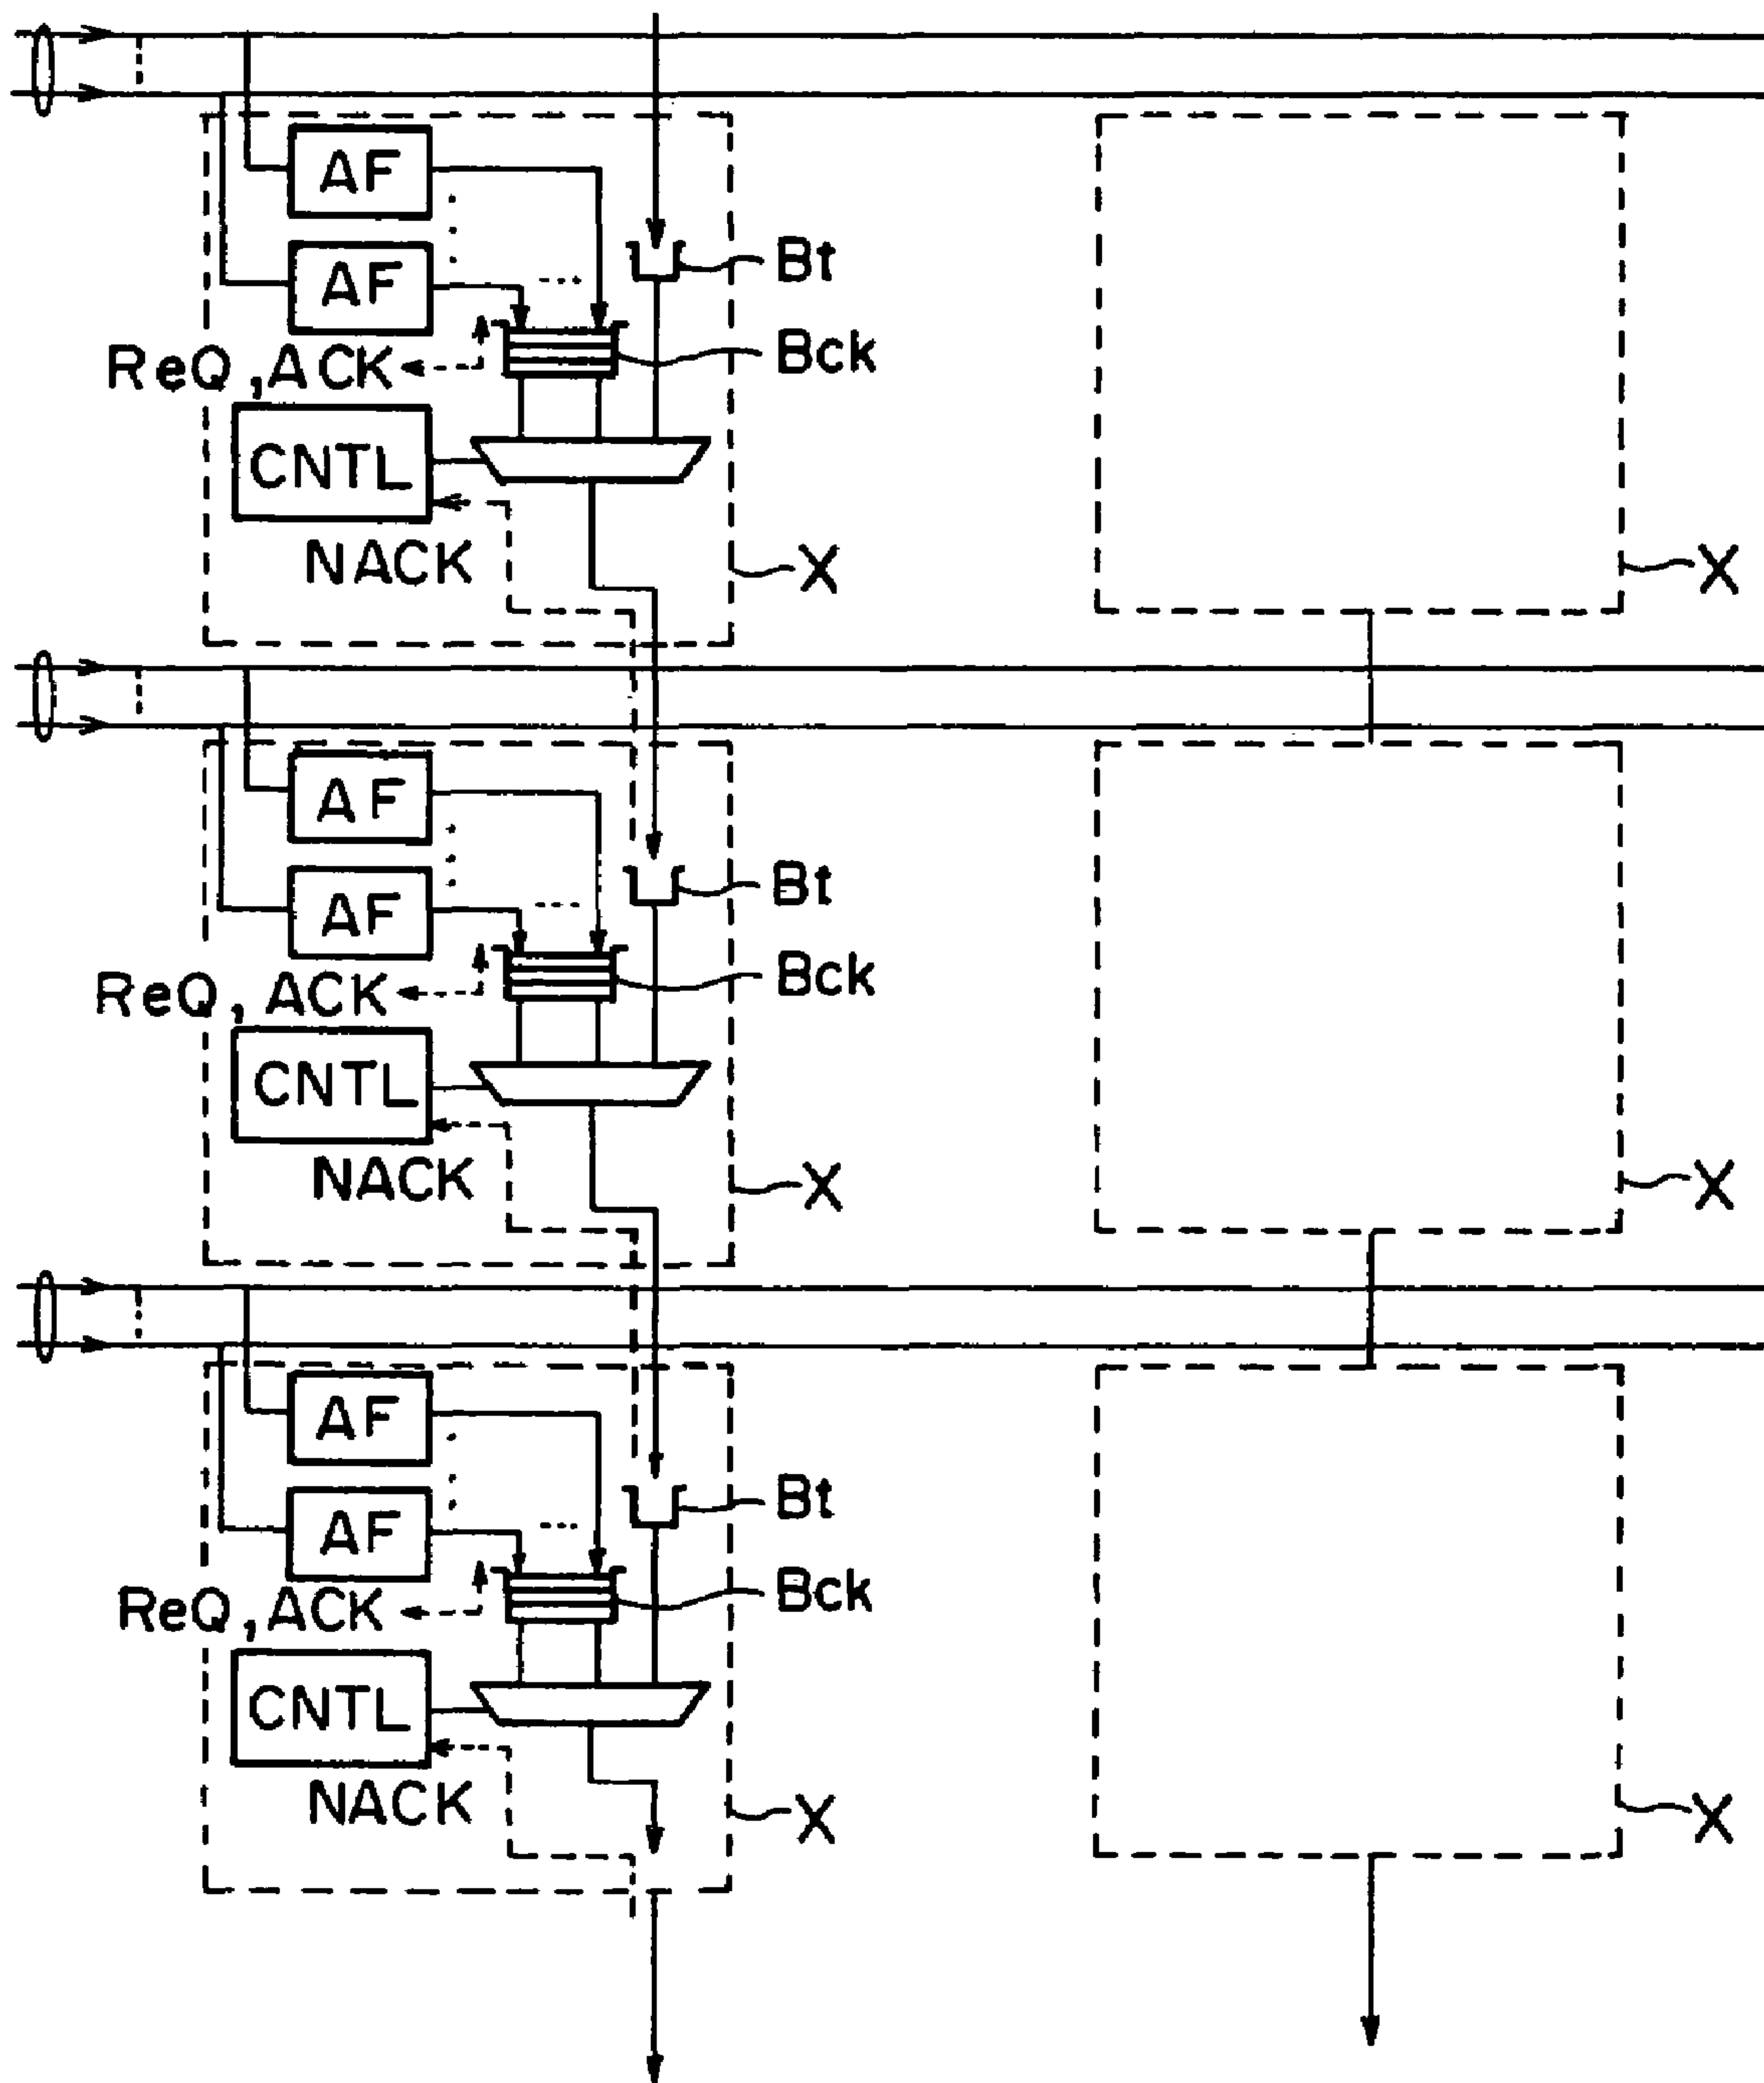 AF
AF
Bt
Bck
ReQ, ACK
CNTL
NACK
X
X
AF
AF
Bt
Bck
ReQ, ACK
CNTL
NACK
X
X
AF
AF
Bt
Bck
ReQ, ACK
CNTL
NACK
X
X